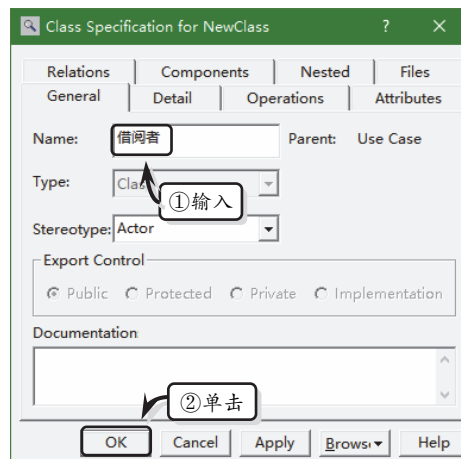 Class Specification for NewClass ? ×
Relations Components Nested Files
General Detail Operations Attributes
Name: 借阅者 Parent: Use Case
Type: Clas
①输入
Stereotype: Actor
Export Control
Public Protected Private Implementation
Documentation:
②单击
OK Cancel Apply Brows Help